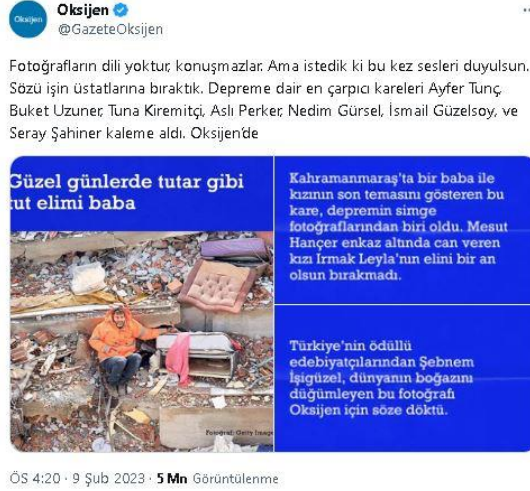 Oksijen
Oksijen
@GazeteOksijen
Fotoğrafların dili yoktur, konuşmazlar. Ama istedik ki bu kez sesleri duyulsun.
Sözü işin üstatlarına bıraktık. Depreme dair en çarpıcı kareleri Ayfer Tunç,
Buket Uzuner, Tuna Kiremitçi, Aslı Perker, Nedim Gürsel, İsmail Güzelsoy, ve
Seray Şahiner kaleme aldı. Oksijen'de
Güzel günlerde tutar gibi
tut elimi baba
Fotoğraf: Getty Image
Kahramanmaraş'ta bir baba ile
kızının son temasını gösteren bu
kare, depremin simge
fotoğraflarından biri oldu. Mesut
Hançer enkaz altında can veren
kızı Irmak Leyla'nın elini bir an
olsun bırakmadı.
Türkiye'nin ödüllü
edebiyatçılarından Şebnem
İşigüzel, dünyanın boğazını
düğümleyen bu fotoğrafı
Oksijen için söze döktü.
ÖS 4:20 · 9 Şub 2023 · 5 Mn Görüntülenme